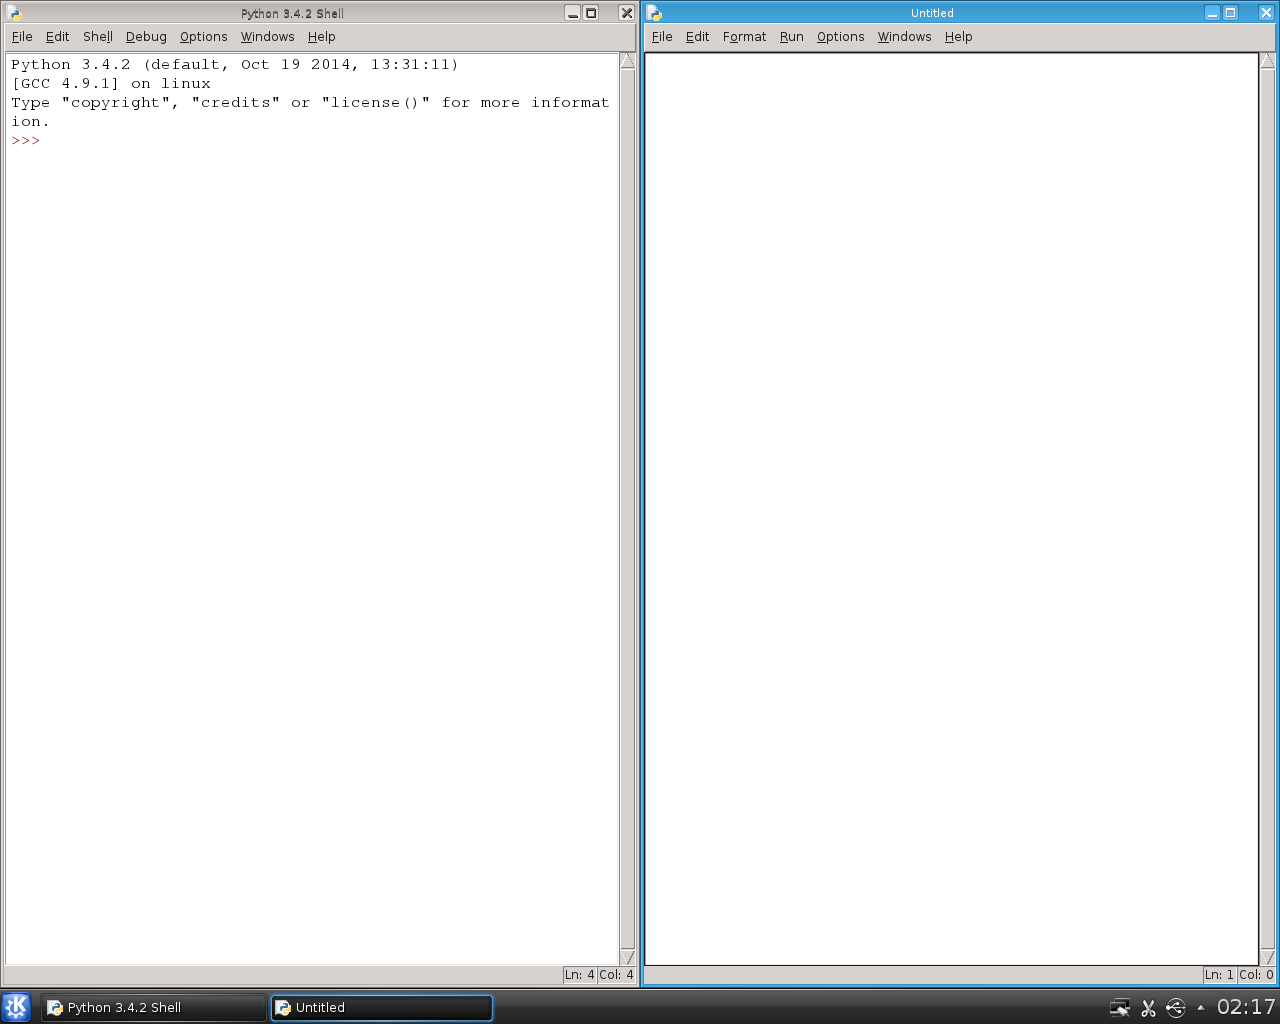 Python 3.4.2 Shell
File Edit Shell Debug Options Windows Help
Python 3.4.2 (default, Oct 19 2014, 13:31:11)
[GCC 4.9.1] on linux
Type "copyright", "credits" or "license()" for more informat
ion.
>>>
Ln: 4 Col: 4
Untitled
File Edit Format Run Options Windows Help
Ln: 1 Col: 0
Python 3.4.2 Shell
Untitled
02:17